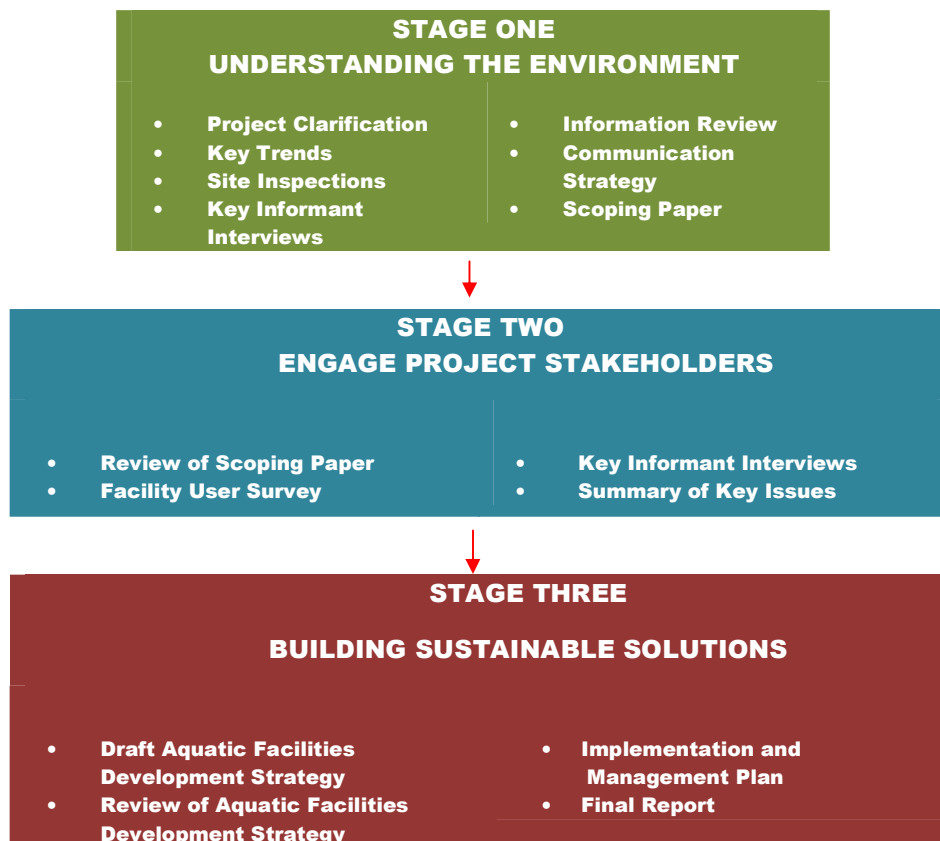 STAGE ONE
UNDERSTANDING THE ENVIRONMENT
• Project Clarification
• Key Trends
• Site Inspections
• Key Informant
Interviews
• Information Review
• Communication
Strategy
• Scoping Paper
STAGE TWO
ENGAGE PROJECT STAKEHOLDERS
• Review of Scoping Paper
• Facility User Survey
• Key Informant Interviews
• Summary of Key Issues
STAGE THREE
BUILDING SUSTAINABLE SOLUTIONS
• Draft Aquatic Facilities
Development Strategy
• Review of Aquatic Facilities
Development Strategy
• Implementation and
Management Plan
• Final Report